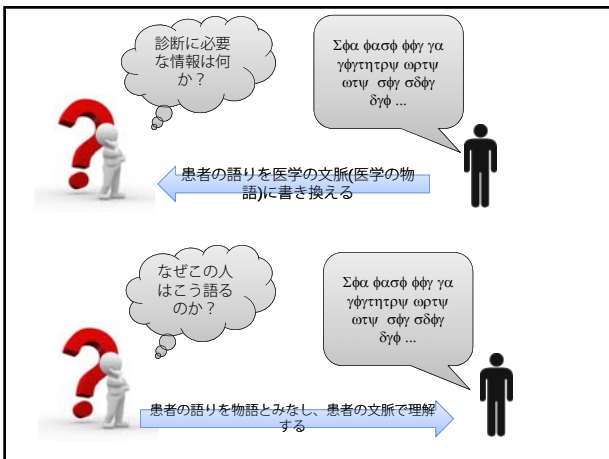 診断に必要
な情報は何
か？
Σφα φασφ φφγ γα
γφγτητρψ ωρτψ
ωτψ σφγ σδφγ
δγφ ...
患者の語りを医学の文脈(医学の物
語)に書き換える
なぜこの人
はこう語る
のか？
Σφα φασφ φφγ γα
γφγτητρψ ωρτψ
ωτψ σφγ σδφγ
δγφ ...
患者の語りを物語とみなし、患者の文脈で理解
する